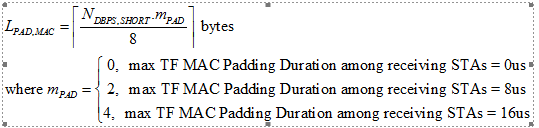 L_{PAD,MAC} = ⌈ N_{DBPS,SHORT}·m_{PAD} / 8 ⌉ bytes
where m_{PAD} = { 0, max TF MAC Padding Duration among receiving STAs = 0us
2, max TF MAC Padding Duration among receiving STAs = 8us
4, max TF MAC Padding Duration among receiving STAs = 16us